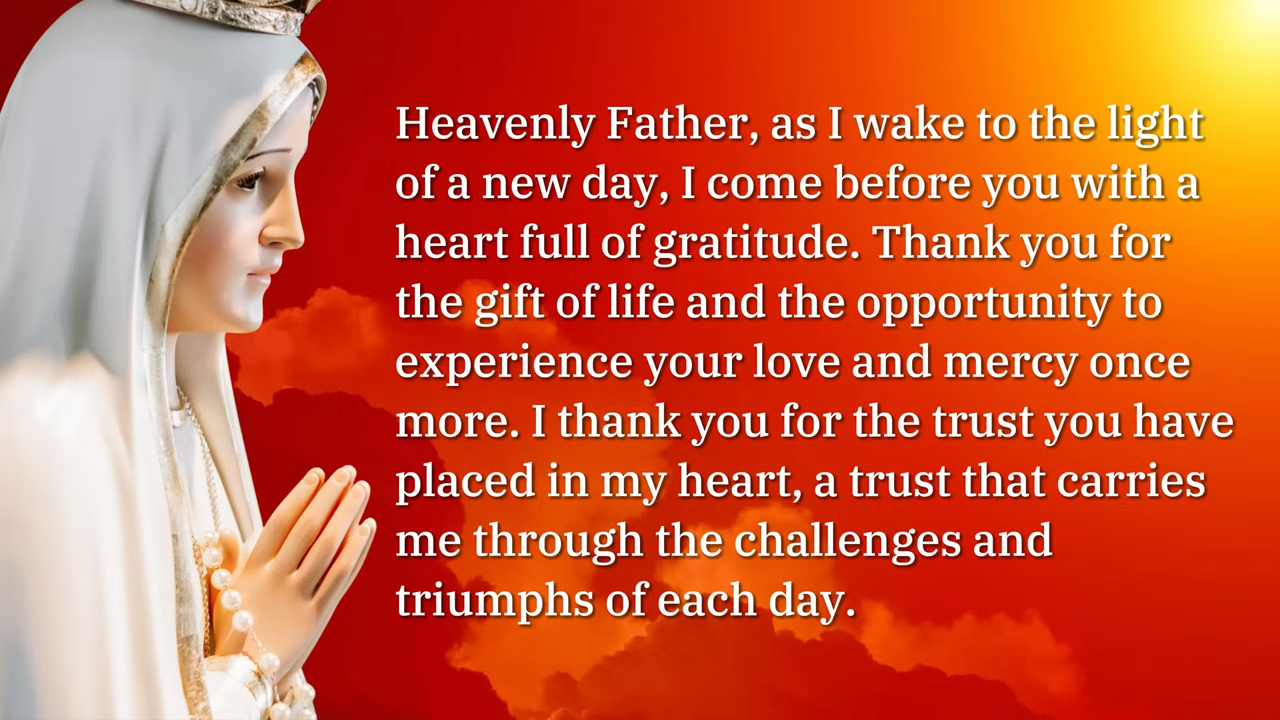 Heavenly Father, as I wake to the light
of a new day, I come before you with a
heart full of gratitude. Thank you for
the gift of life and the opportunity to
experience your love and mercy once
more. I thank you for the trust you have
placed in my heart, a trust that carries
me through the challenges and
triumphs of each day.